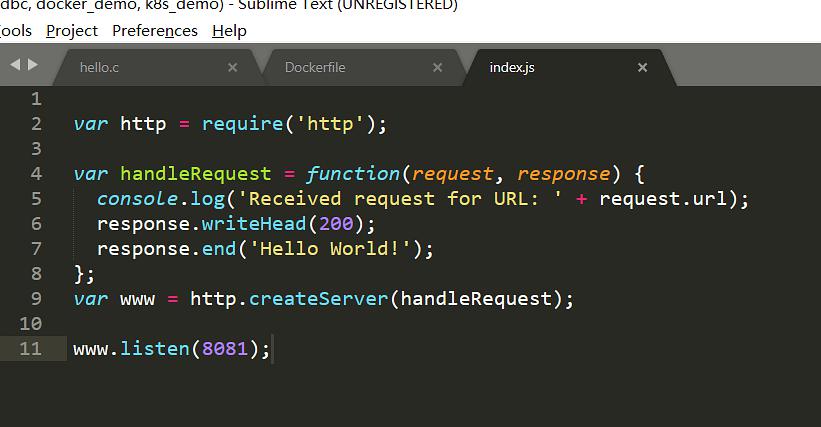 dbc, docker_demo, k8s_demo) - Sublime Text (UNREGISTERED)
ools Project Preferences Help
hello.c × Dockerfile × index.js ×
1
2 var http = require('http');
3
4 var handleRequest = function(request, response) {
5   console.log('Received request for URL: ' + request.url);
6   response.writeHead(200);
7   response.end('Hello World!');
8 };
9 var www = http.createServer(handleRequest);
10
11 www.listen(8081);